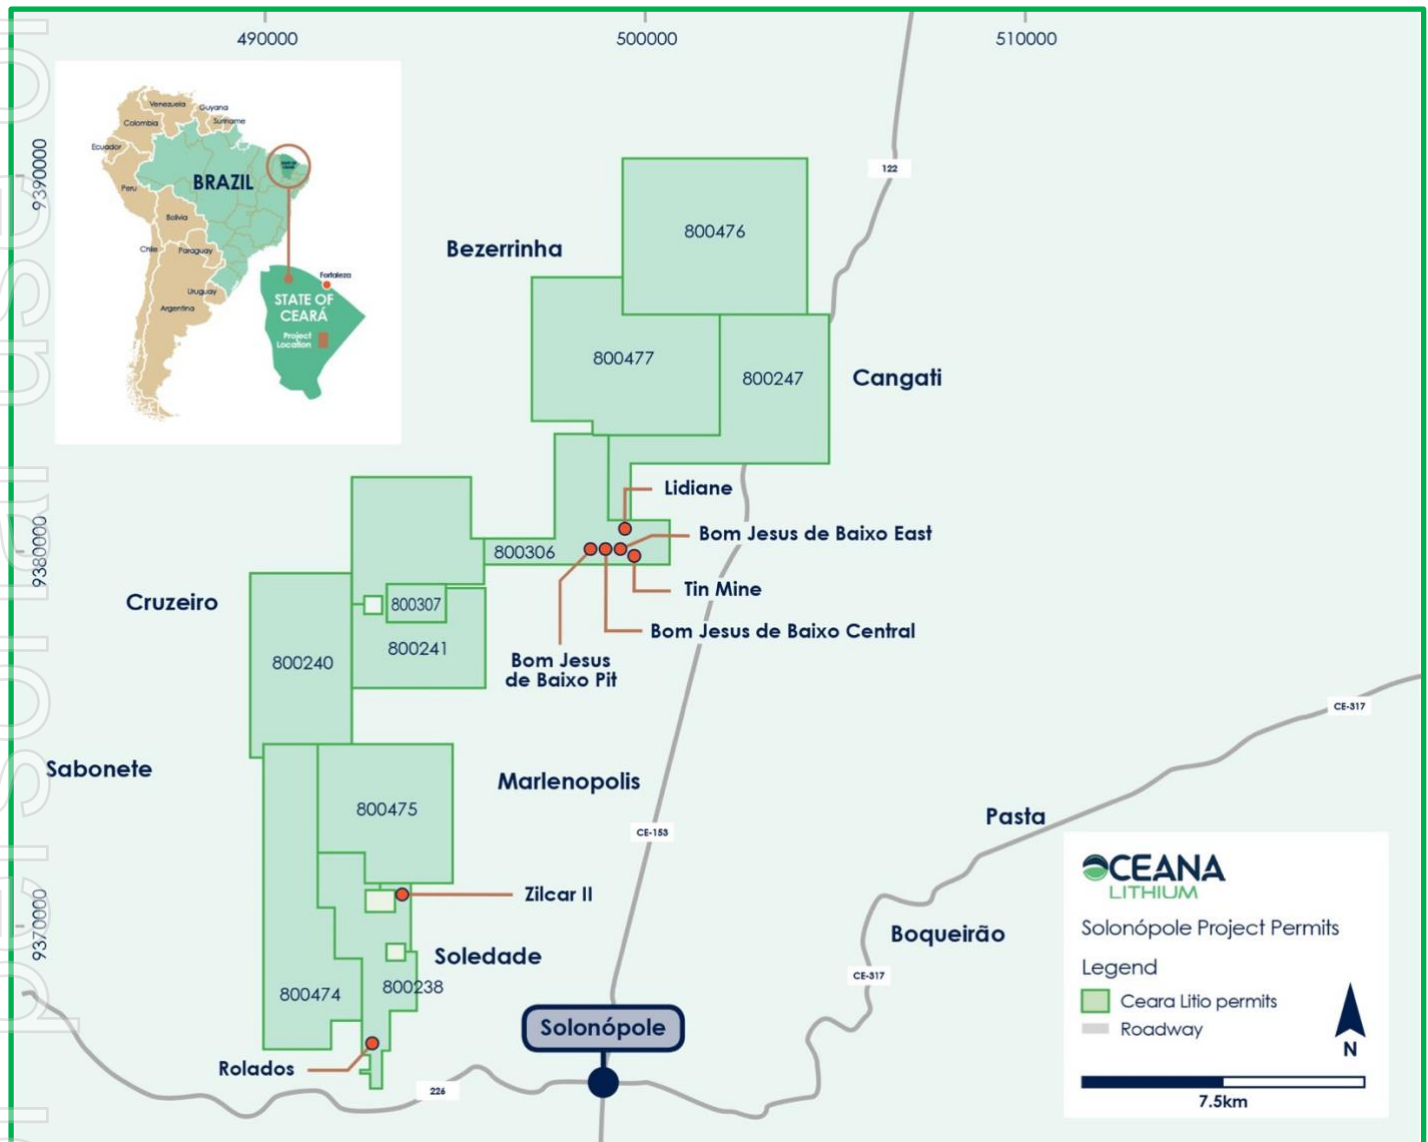 490000
500000
510000
9390000
9380000
9370000
Venezuela
Guyana
Suriname
Colombia
Ecuador
Peru
BRAZIL
Bolivia
Chile
Paraguay
Uruguay
Argentina
Fortaleza
STATE OF
CEARÁ
Project
Location
122
800476
Bezerrinha
800477
800247
Cangati
Lidiane
Bom Jesus de Baixo East
800306
Tin Mine
Cruzeiro
800307
Bom Jesus de Baixo Central
800240
800241
Bom Jesus
de Baixo Pit
CE-317
Sabonete
Marlenopolis
800475
Pasta
CE-153
Zilcar II
Boqueirão
Soledade
CE-317
800474
800238
Solonópole
Rolados
226
OCEANA
LITHIUM
Solonópole Project Permits
Legend
Ceara Litio permits
Roadway
N
7.5km